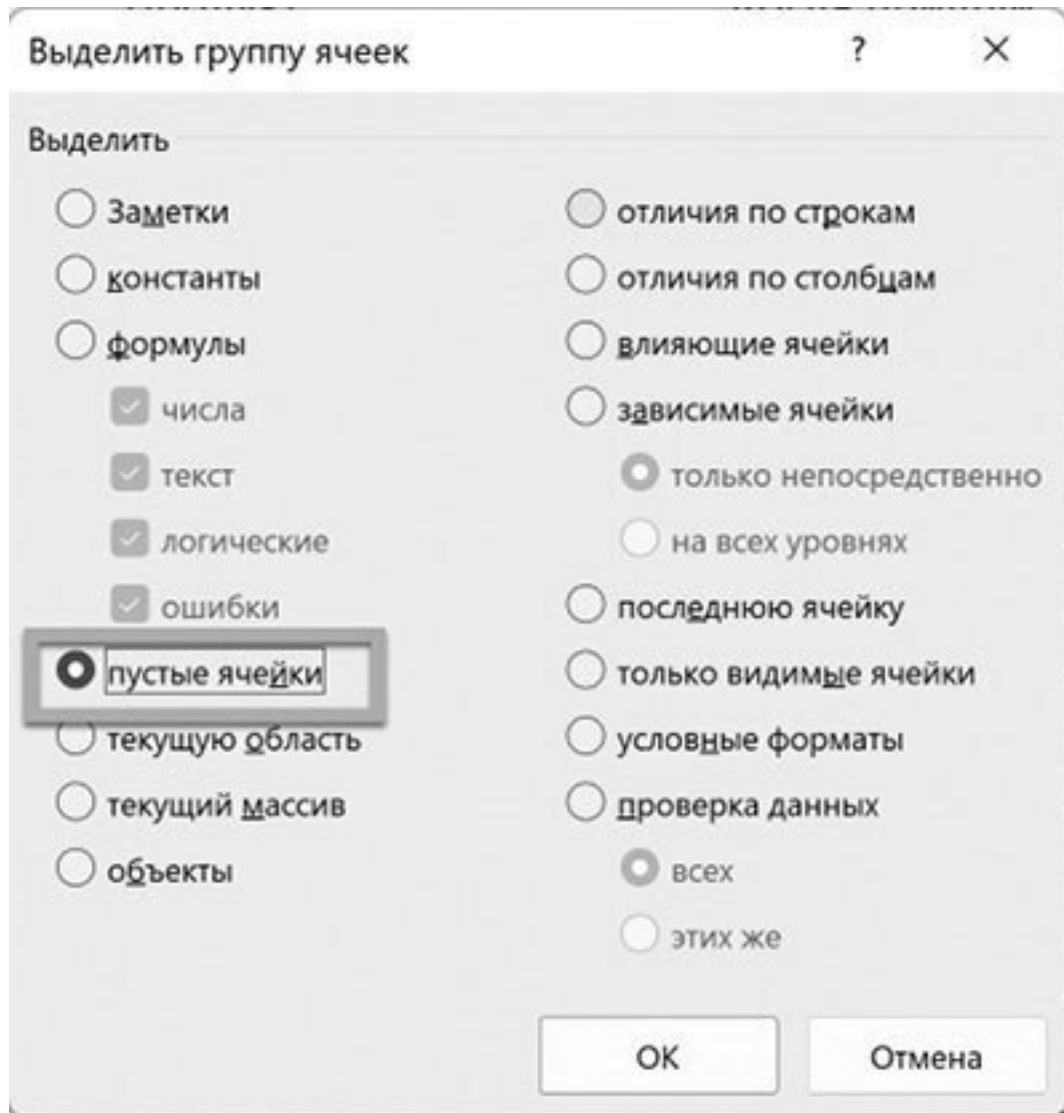 Выделить группу ячеек ? ×
Выделить
Заметки
константы
формулы
числа
текст
логические
ошибки
пустые ячейки
текущую область
текущий массив
объекты
отличия по строкам
отличия по столбцам
влияющие ячейки
зависимые ячейки
только непосредственно
на всех уровнях
последнюю ячейку
только видимые ячейки
условные форматы
проверка данных
всех
этих же
ОК Отмена